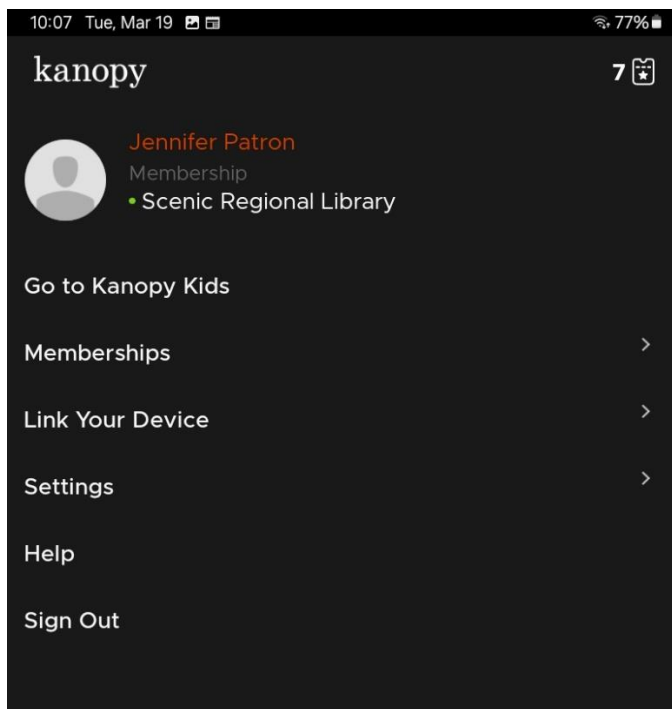 10:07 Tue, Mar 19 77%
kanopy 7
Jennifer Patron
Membership
• Scenic Regional Library
Go to Kanopy Kids
Memberships
Link Your Device
Settings
Help
Sign Out